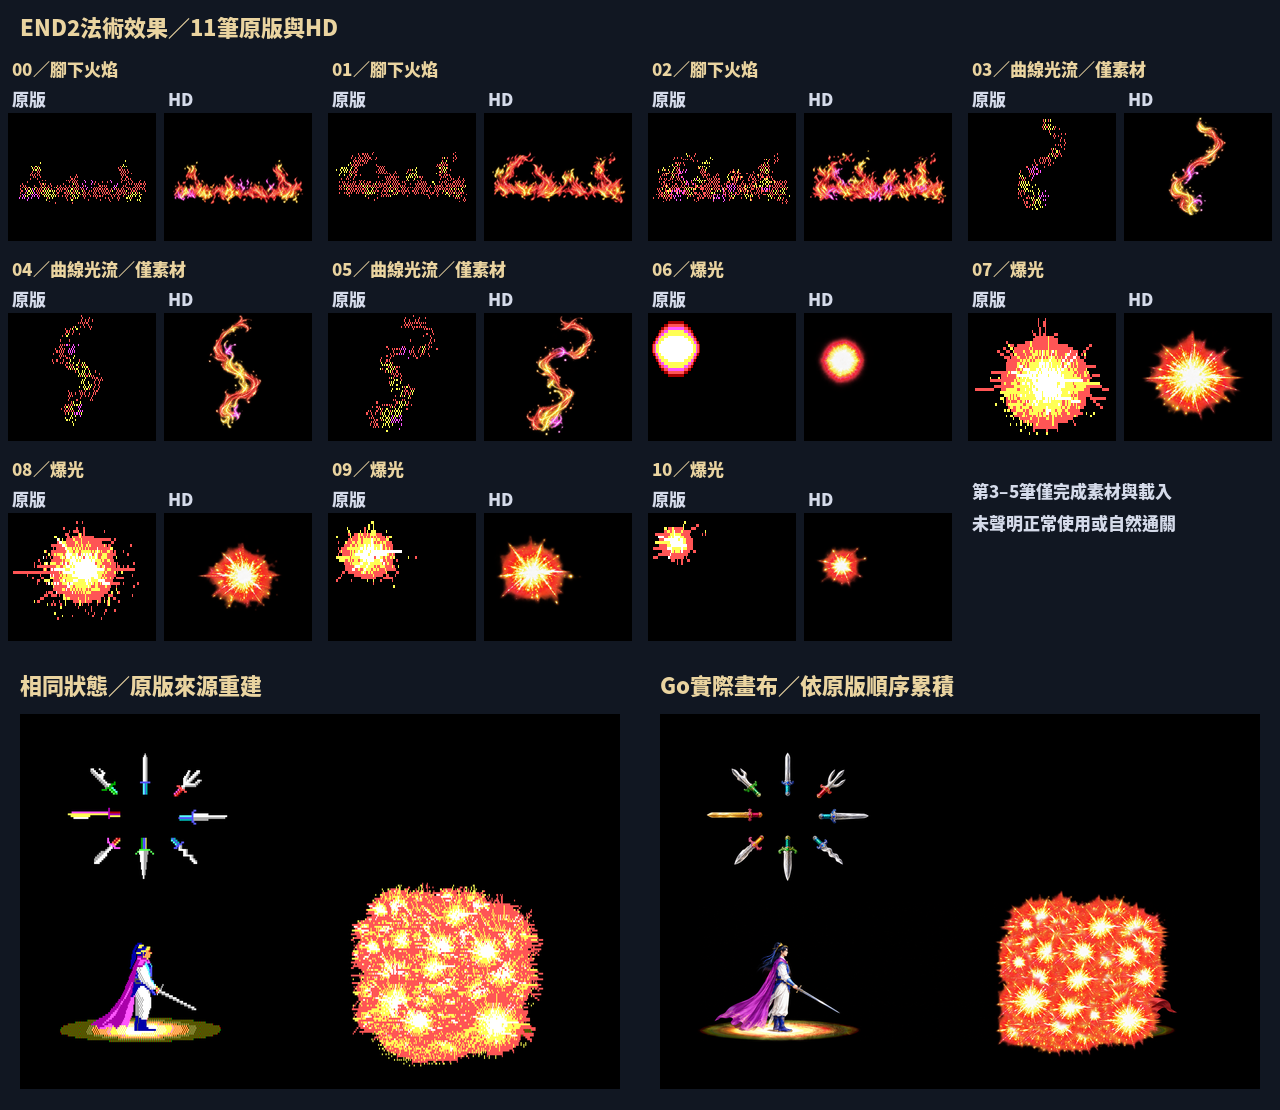 END2法術效果／11筆原版與HD
00／腳下火焰
原版 HD
01／腳下火焰
原版 HD
02／腳下火焰
原版 HD
03／曲線光流／僅素材
原版 HD
04／曲線光流／僅素材
原版 HD
05／曲線光流／僅素材
原版 HD
06／爆光
原版 HD
07／爆光
原版 HD
08／爆光
原版 HD
09／爆光
原版 HD
10／爆光
原版 HD
第3–5筆僅完成素材與載入
未聲明正常使用或自然通關
相同狀態／原版來源重建
Go實際畫布／依原版順序累積